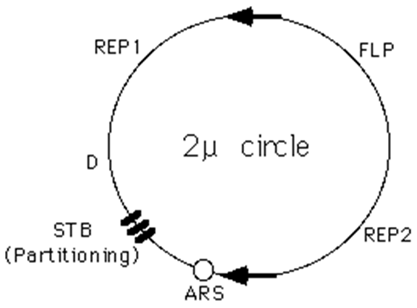 REP1
FLP
2µ circle
D
STB
(Partitioning)
REP2
ARS